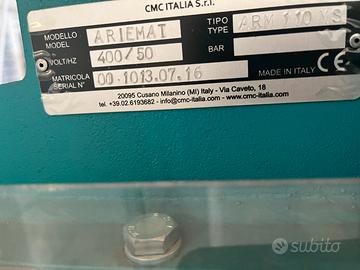 CMC ITALIA S.r.l.
MODELLO MODEL ARIEMAT TIPO TYPE ARM 110 VS
VOLT/HZ 400/50 BAR
MATRICOLA SERIAL N° 00.1013.07.16 MADE IN ITALY
20095 Cusano Milanino (MI) Italy - Via Caveto, 18
tel. +39.02.6193682 - info@cmc-italia.com - www.cmc-italia.com
subito